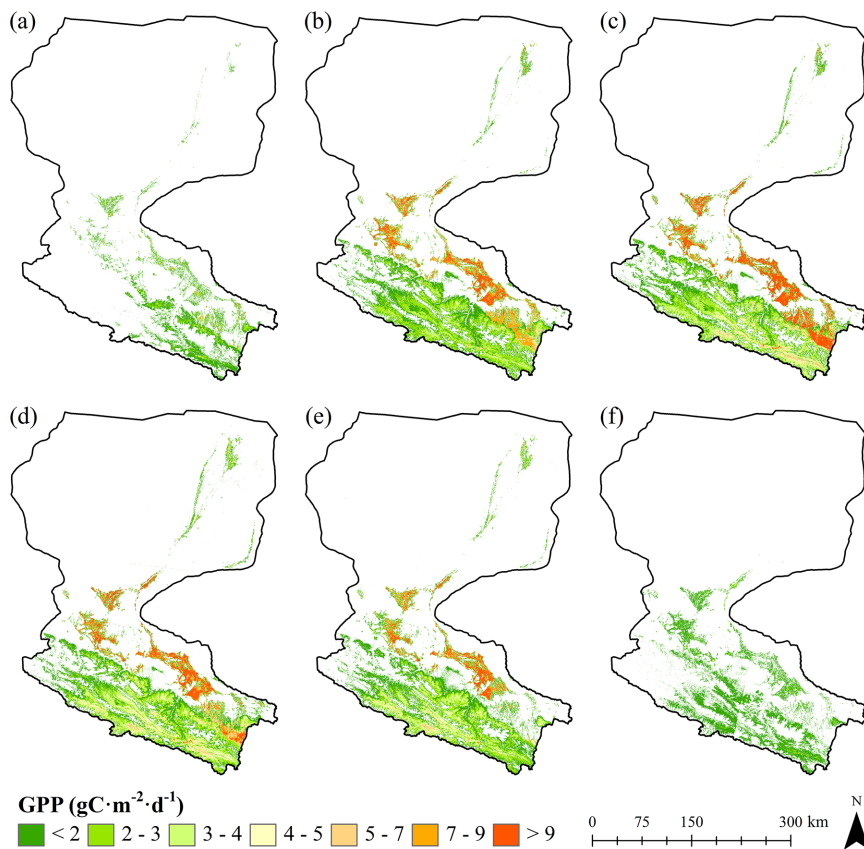 (a) (b) (c)
(d) (e) (f)
GPP (gC·m⁻²·d⁻¹)
< 2 2 - 3 3 - 4 4 - 5 5 - 7 7 - 9 > 9
0 75 150 300 km
N